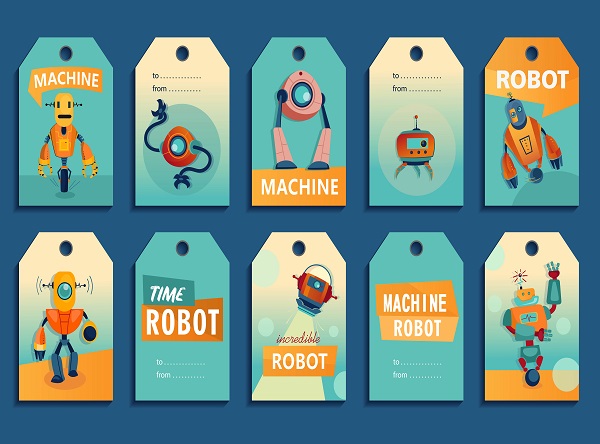 MACHINE
to ............
from ............
MACHINE
to ............
from ............
ROBOT
TIME
ROBOT
to ............
from ............
incredible
ROBOT
MACHINE
ROBOT
to ............
from ............